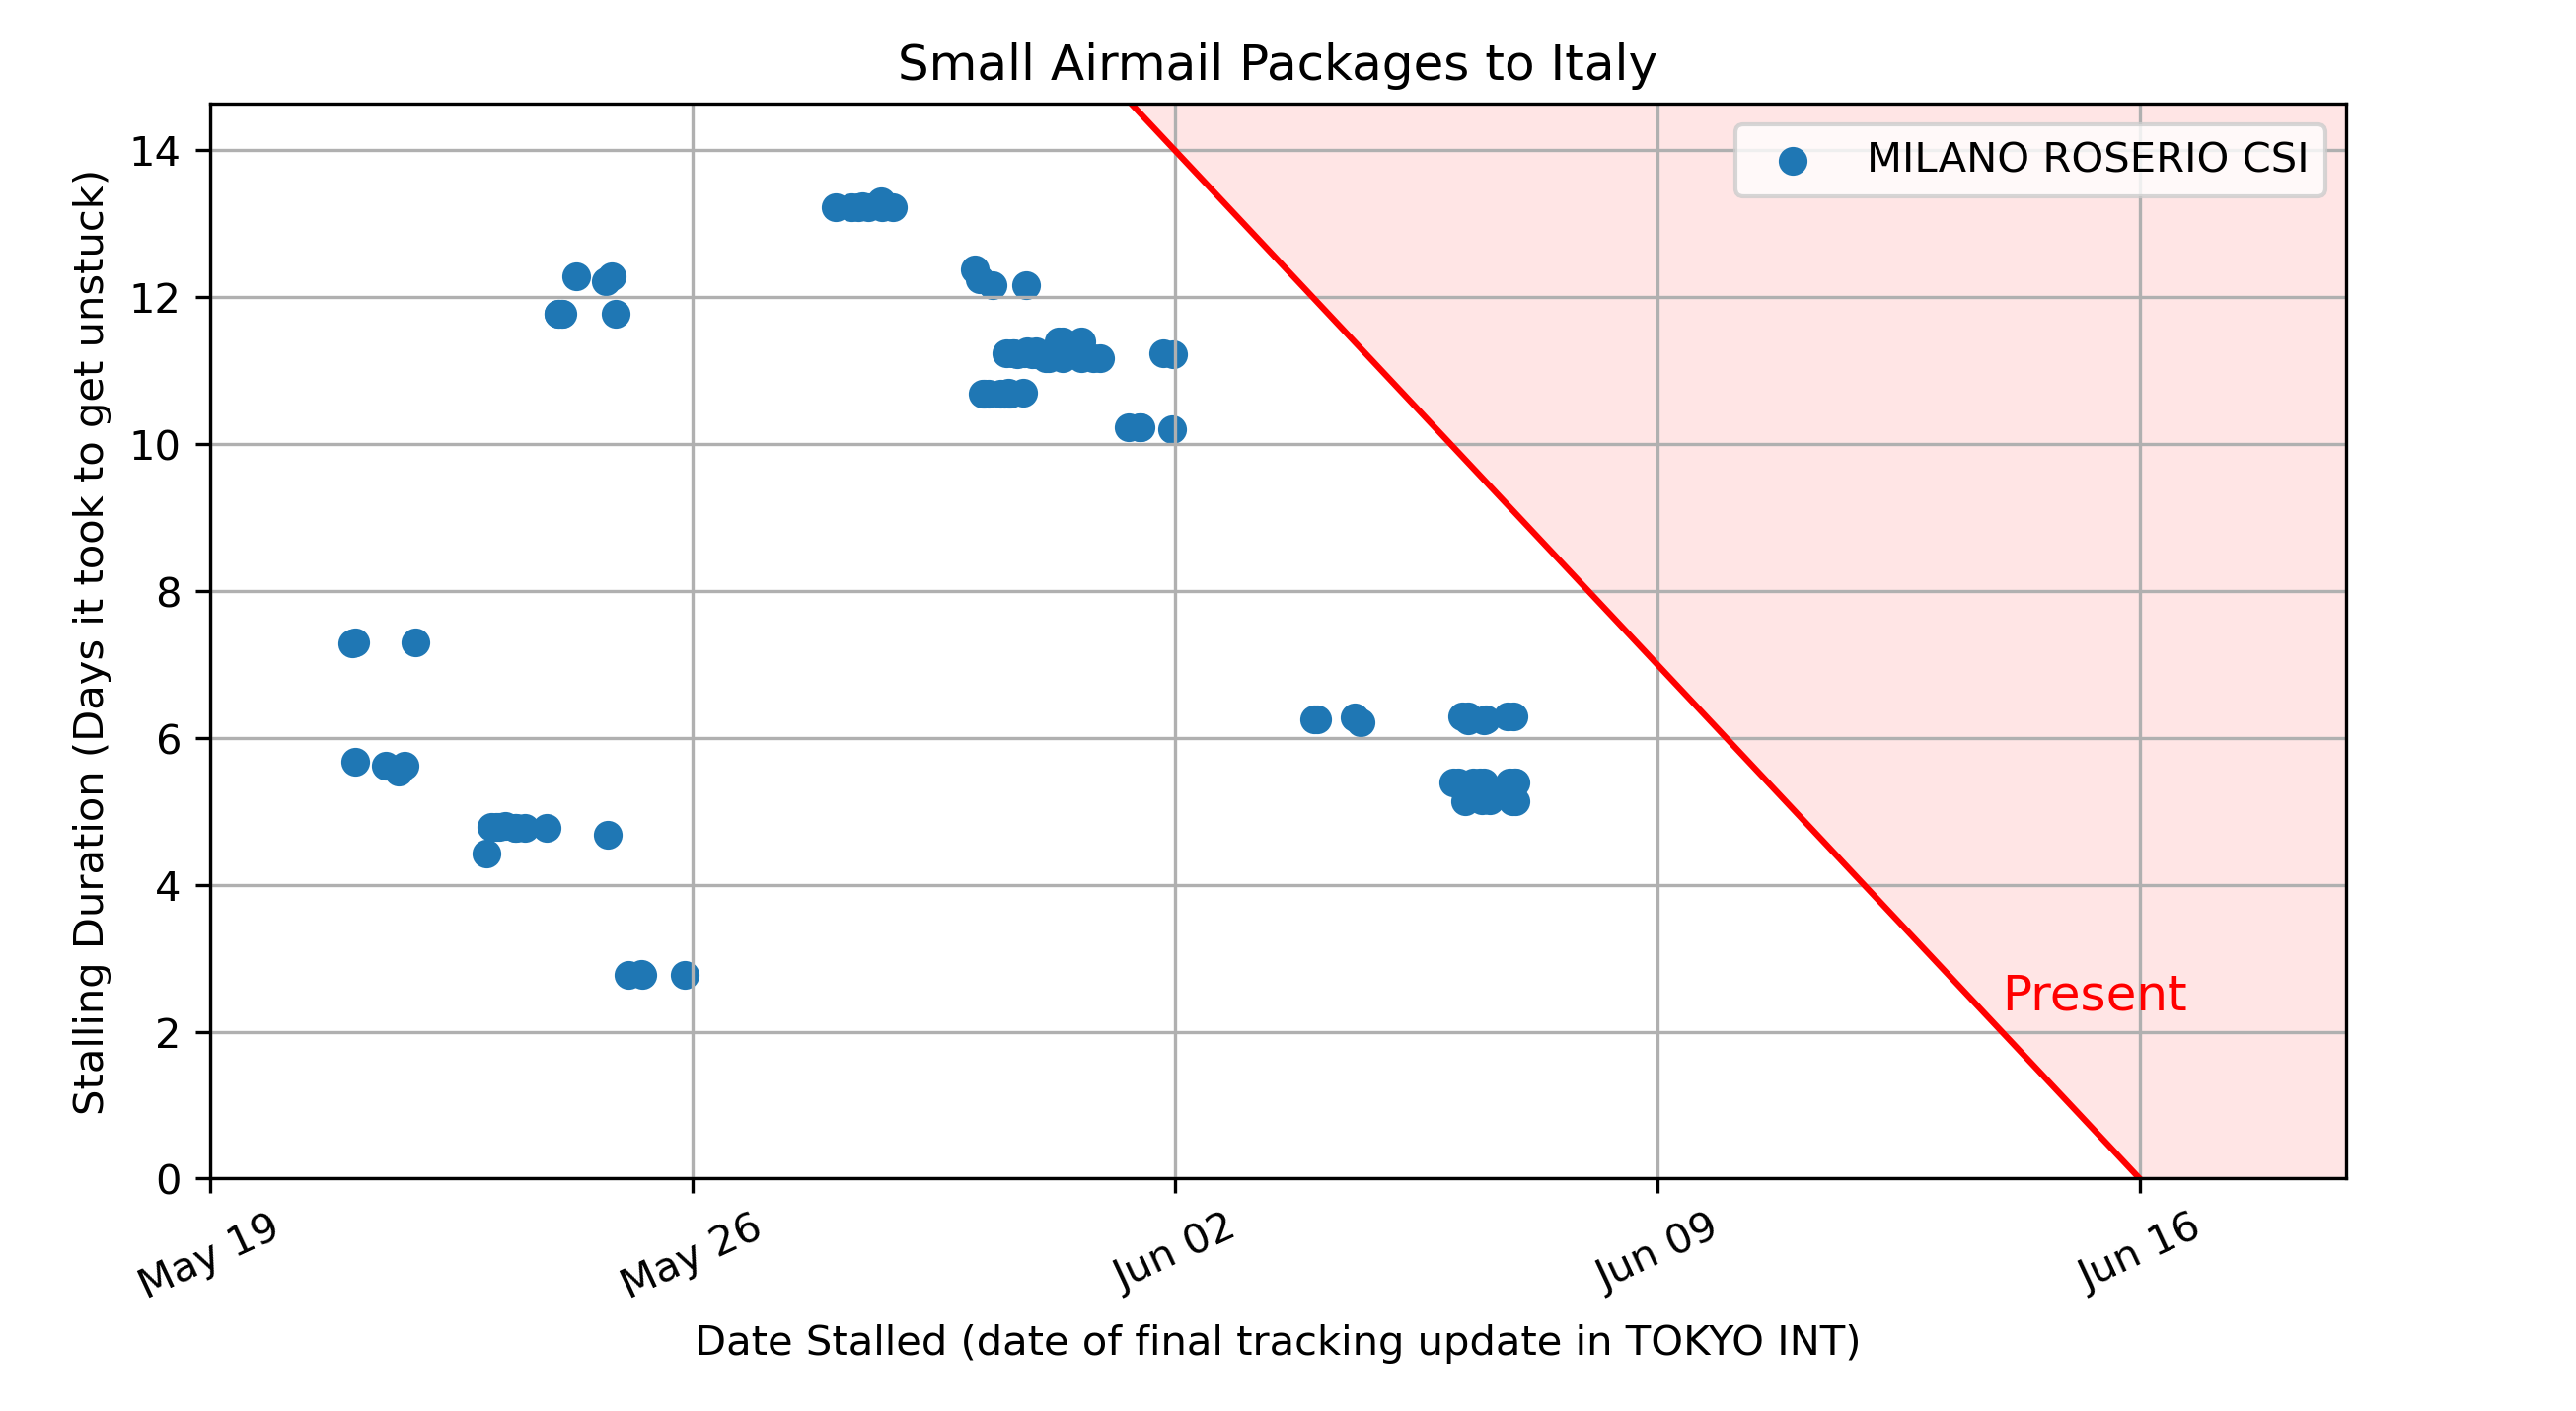 Small Airmail Packages to Italy
MILANO ROSERIO CSI
Stalling Duration (Days it took to get unstuck)
14
12
10
8
6
4
2
0
Present
May 19
May 26
Jun 02
Jun 09
Jun 16
Date Stalled (date of final tracking update in TOKYO INT)